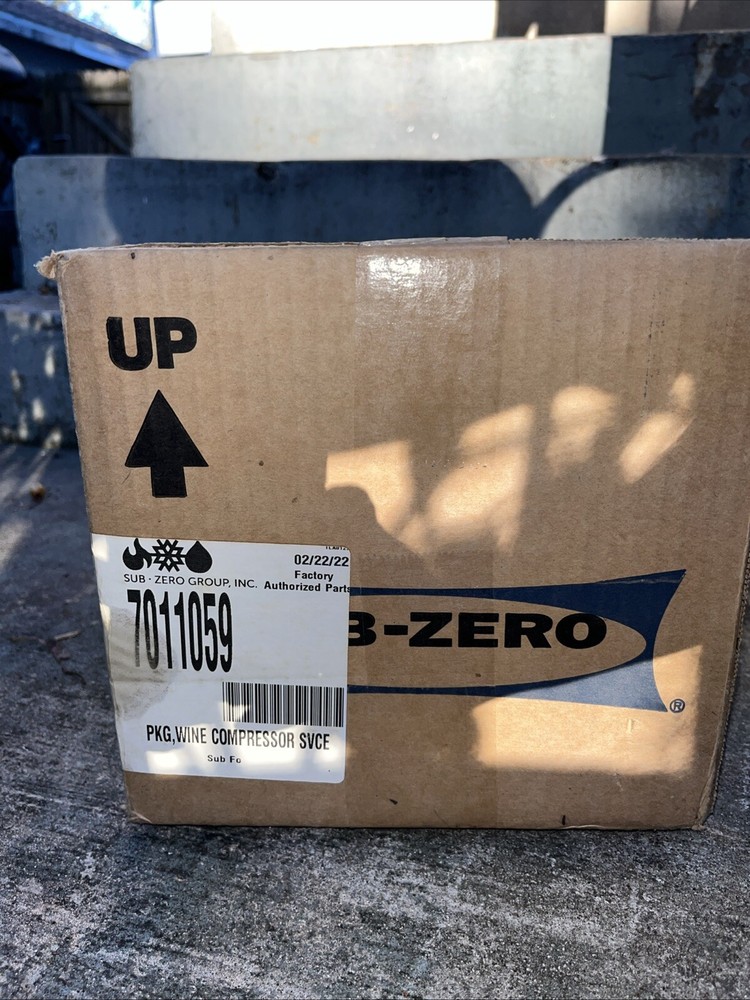 UP
02/22/22
SUB·ZERO GROUP, INC.
Factory
Authorized Parts
7011059
B-ZERO
®
PKG,WINE COMPRESSOR SVCE
Sub Fo